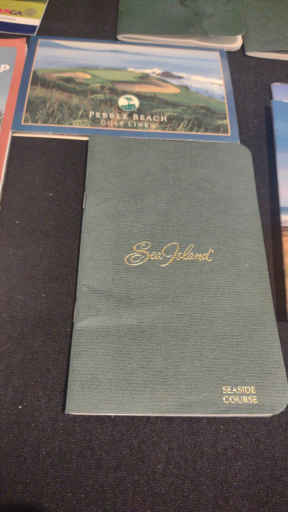 PEBBLE BEACH
GOLF LINKS
Sea Island
SEASIDE
COURSE